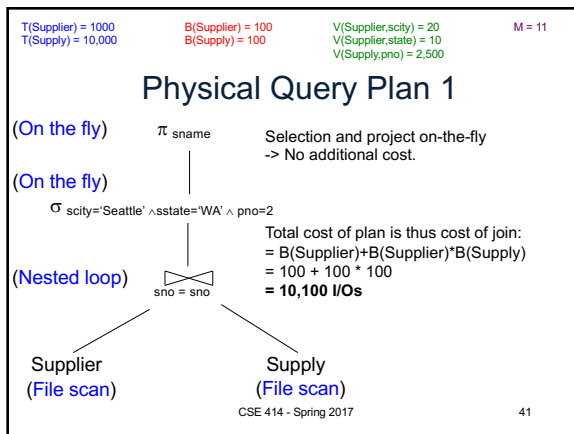 T(Supplier) = 1000 B(Supplier) = 100 V(Supplier,scity) = 20 M = 11
T(Supply) = 10,000 B(Supply) = 100 V(Supplier,state) = 10
V(Supply,pno) = 2,500
Physical Query Plan 1
(On the fly) π sname Selection and project on-the-fly
-> No additional cost.
(On the fly)
σ scity='Seattle' ∧sstate='WA' ∧ pno=2
Total cost of plan is thus cost of join:
= B(Supplier)+B(Supplier)*B(Supply)
(Nested loop) = 100 + 100 * 100
sno = sno = 10,100 I/Os
Supplier Supply
(File scan) (File scan)
CSE 414 - Spring 2017 41